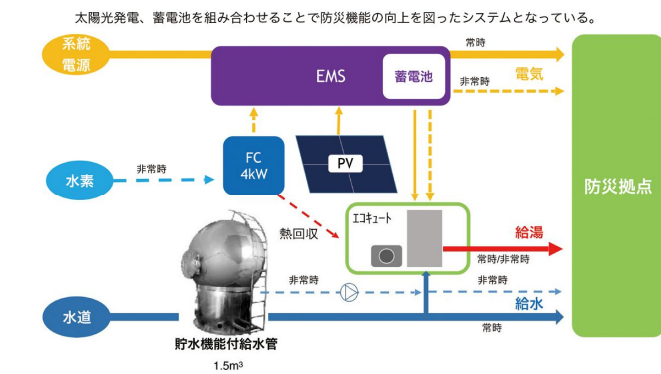 太陽光発電、蓄電池を組み合わせることで防災機能の向上を図ったシステムとなっている。
系統
電源
EMS
蓄電池
常時
電気
非常時
FC
4kW
PV
水素
非常時
防災拠点
エコキュート
熱回収
給湯
常時/非常時
非常時
非常時
給水
水道
常時
貯水機能付給水管
1.5m³